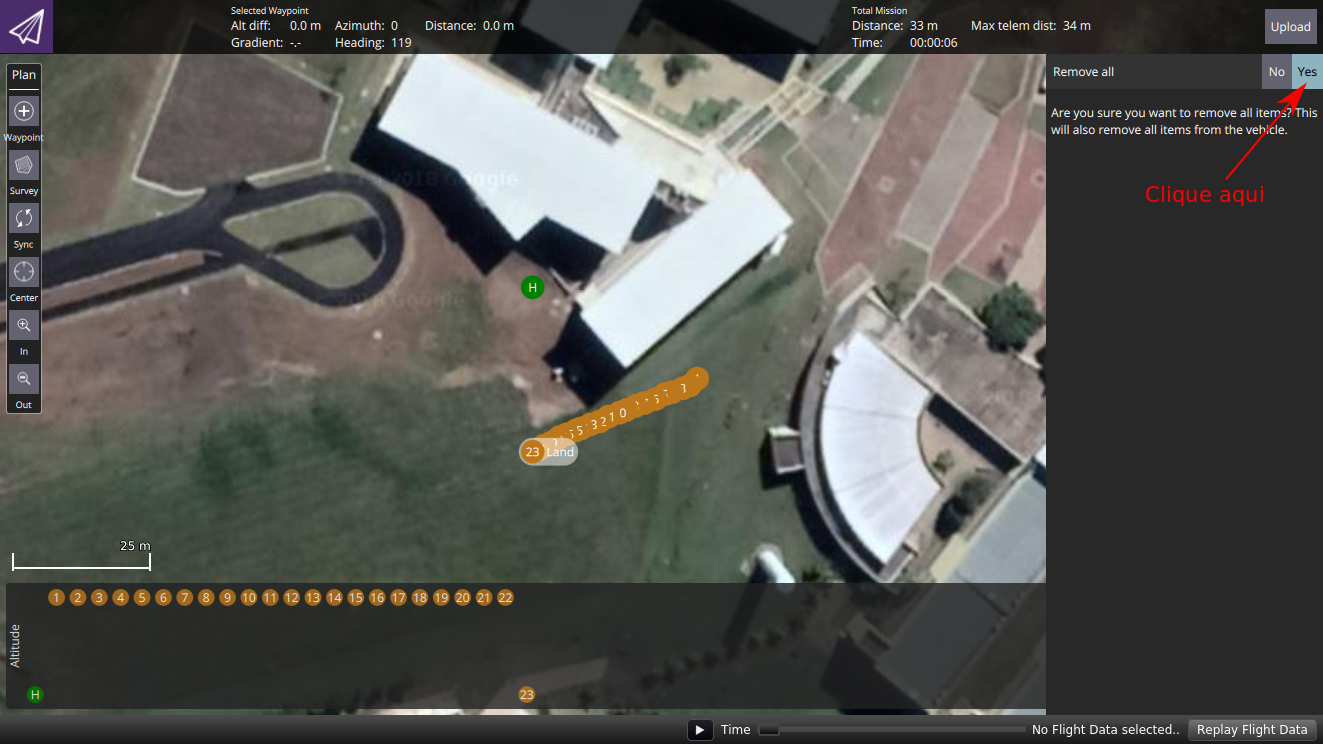 Selected Waypoint
Alt diff: 0.0 m Azimuth: 0 Distance: 0.0 m
Gradient: -.- Heading: 119
Total Mission
Distance: 33 m Max telem dist: 34 m
Time: 00:00:06
Upload
Plan
Waypoint
Survey
Sync
Center
In
Out
Remove all No Yes
Are you sure you want to remove all items? This
will also remove all items from the vehicle.
Clique aqui
2018 Google
2018 Google
H
23 Land
25 m
1 2 3 4 5 6 7 8 9 10 11 12 13 14 15 16 17 18 19 20 21 22
Altitude
H 23
Time No Flight Data selected.. Replay Flight Data